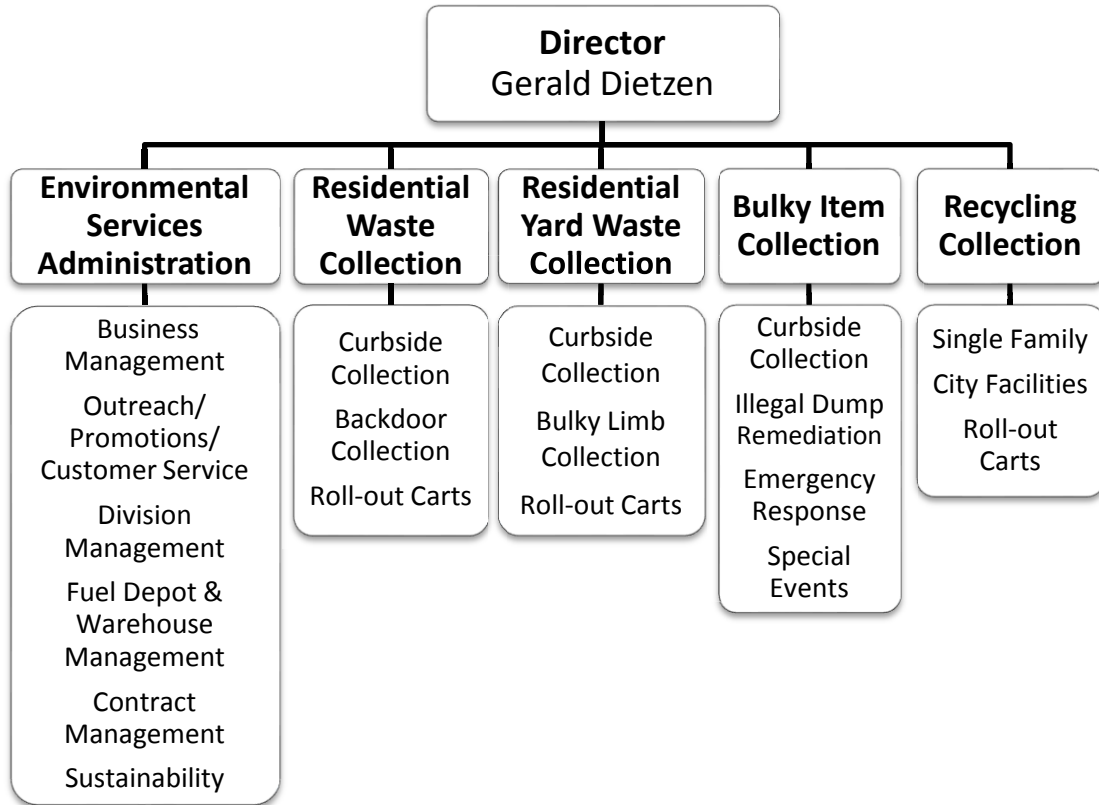 Director
Gerald Dietzen
Environmental
Services
Administration
Business
Management
Outreach/
Promotions/
Customer Service
Division
Management
Fuel Depot &
Warehouse
Management
Contract
Management
Sustainability
Residential
Waste
Collection
Curbside
Collection
Backdoor
Collection
Roll-out Carts
Residential
Yard Waste
Collection
Curbside
Collection
Bulky Limb
Collection
Roll-out Carts
Bulky Item
Collection
Curbside
Collection
Illegal Dump
Remediation
Emergency
Response
Special
Events
Recycling
Collection
Single Family
City Facilities
Roll-out
Carts